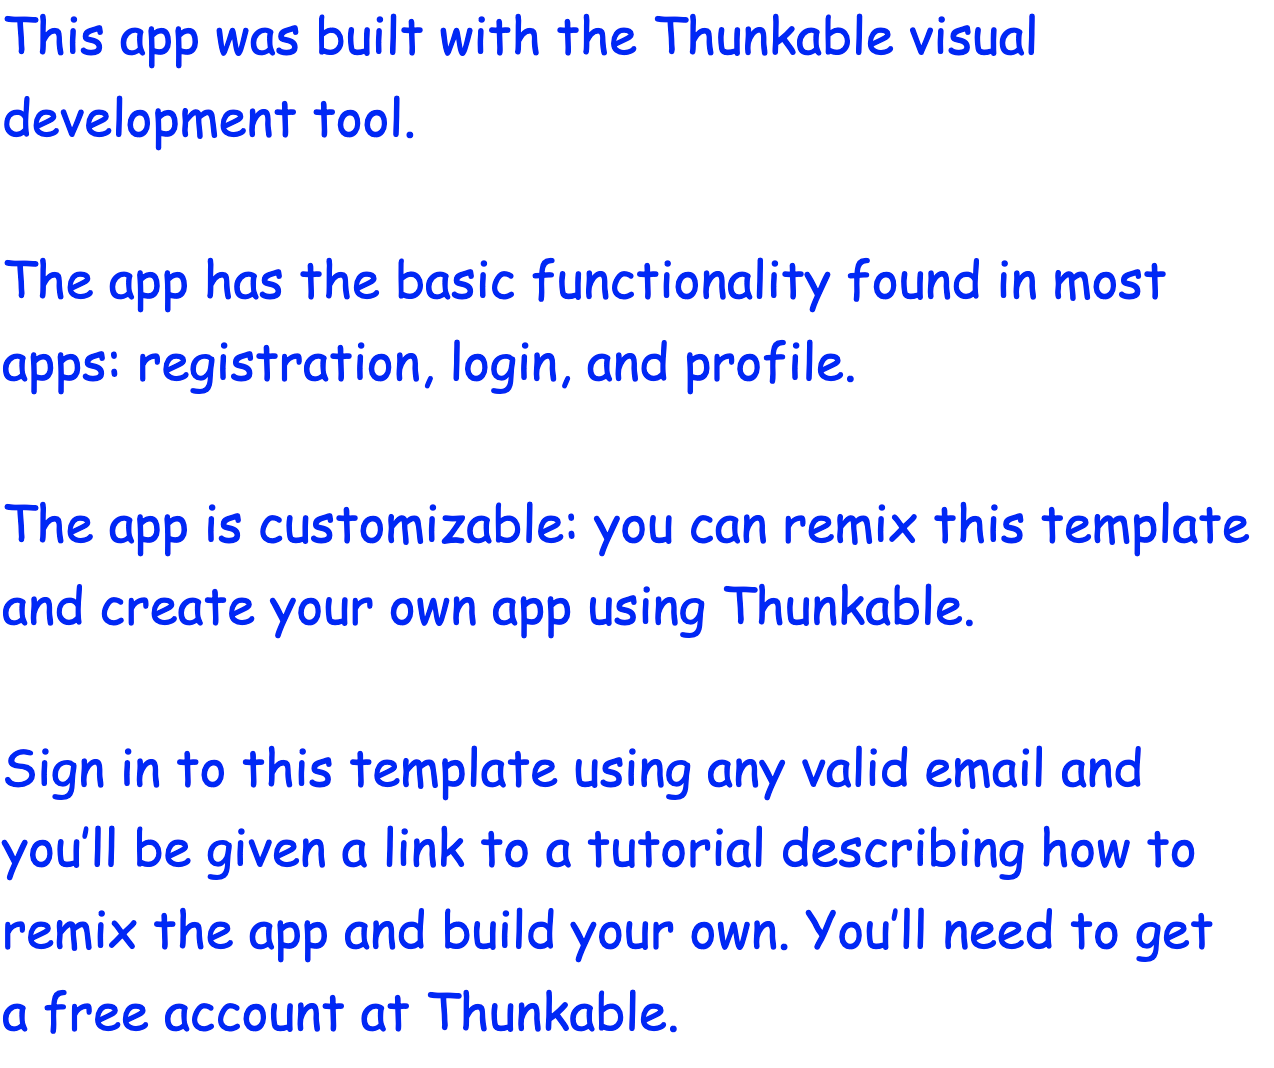 This app was built with the Thunkable visual
development tool.
The app has the basic functionality found in most
apps: registration, login, and profile.
The app is customizable: you can remix this template
and create your own app using Thunkable.
Sign in to this template using any valid email and
you’ll be given a link to a tutorial describing how to
remix the app and build your own. You’ll need to get
a free account at Thunkable.